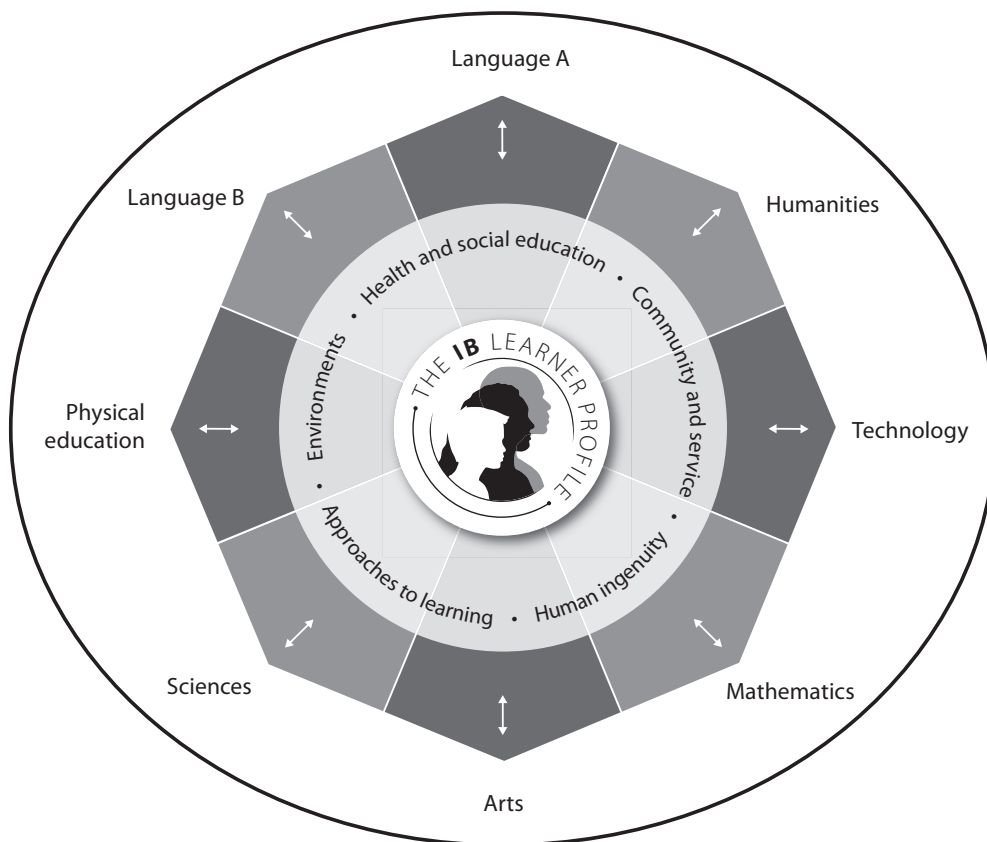 Language A
Language B
Humanities
Health and social education
Community and service
Environments
THE IB LEARNER PROFILE
Physical
education
Technology
Approaches to learning
Human ingenuity
Sciences
Mathematics
Arts